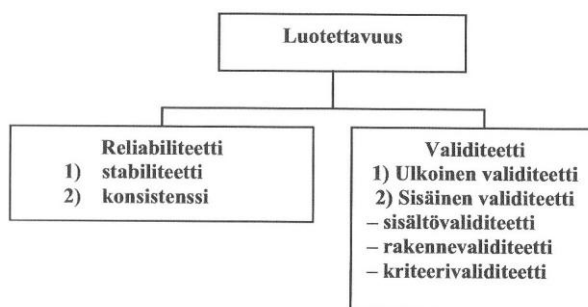 Luotettavuus
Reliabiliteetti
1) stabiliteetti
2) konsistenssi
Validiteetti
1) Ulkoinen validiteetti
2) Sisäinen validiteetti
– sisältövaliditeetti
– rakennevaliditeetti
– kriteerivaliditeetti